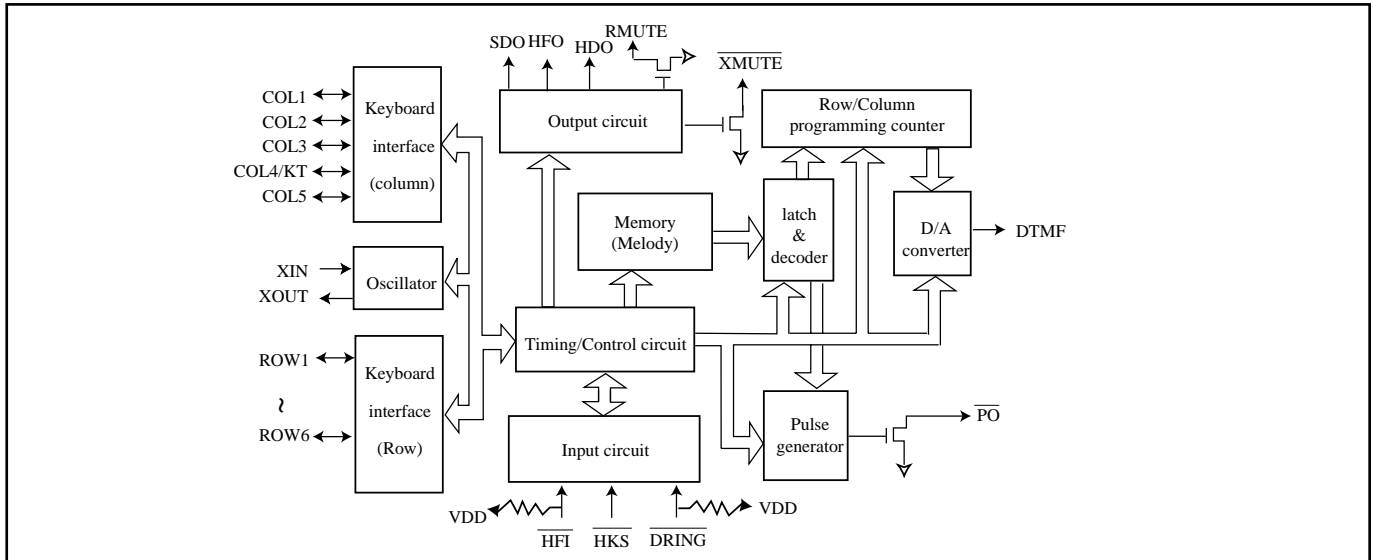 SDO
HFO
HDO
RMUTE
XMUTE
COL1
COL2
COL3
COL4/KT
COL5
Keyboard
interface
(column)
Output circuit
Row/Column
programming counter
Memory
(Melody)
latch
&
decoder
D/A
converter
DTMF
XIN
XOUT
Oscillator
Timing/Control circuit
ROW1
~
ROW6
Keyboard
interface
(Row)
Input circuit
Pulse
generator
PO
VDD
HFI
HKS
DRING
VDD